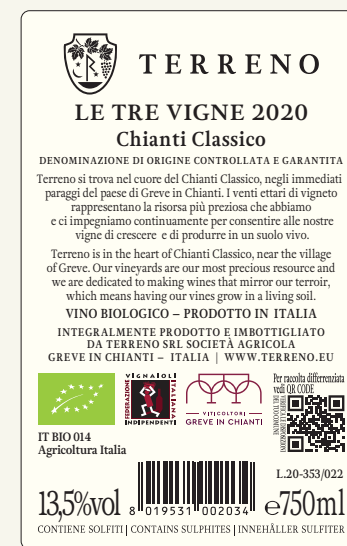 TERRENO
LE TRE VIGNE 2020
Chianti Classico
DENOMINAZIONE DI ORIGINE CONTROLLATA E GARANTITA
Terreno si trova nel cuore del Chianti Classico, negli immediati
paraggi del paese di Greve in Chianti. I venti ettari di vigneto
rappresentano la risorsa più preziosa che abbiamo
e ci impegniamo continuamente per consentire alle nostre
vigne di crescere e di produrre in un suolo vivo.
Terreno is in the heart of Chianti Classico, near the village
of Greve. Our vineyards are our most precious resource and
we are dedicated to making wines that mirror our terroir,
which means having our vines grow in a living soil.
VINO BIOLOGICO – PRODOTTO IN ITALIA
INTEGRALMENTE PRODOTTO E IMBOTTIGLIATO
DA TERRENO SRL SOCIETÀ AGRICOLA
GREVE IN CHIANTI – ITALIA | WWW.TERRENO.EU
VIGNAIOLI
FEDERAZIONE
ITALIANA
INDIPENDENTI
VITICOLTORI
GREVE IN CHIANTI
Per raccolta differenziata
vedi QR CODE
IT BIO 014
Agricoltura Italia
L.20-353/022
13,5%vol
8 019531 002034
e750ml
CONTIENE SOLFITI | CONTAINS SULPHITES | INNEHÅLLER SULFITER